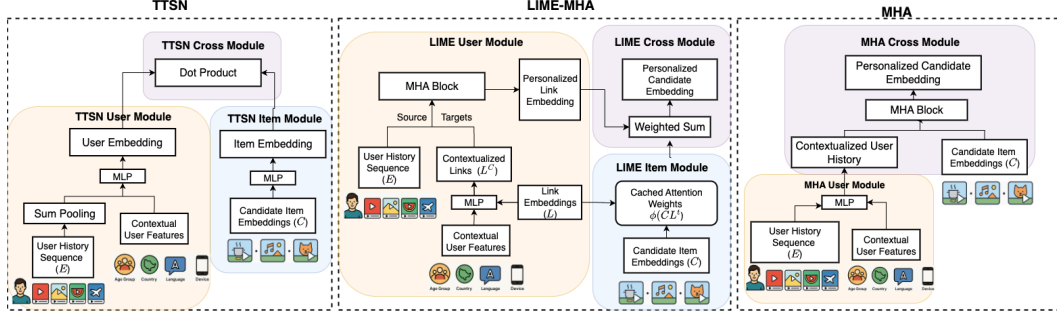 TTSN
TTSN Cross Module
Dot Product
TTSN User Module
User Embedding
MLP
Sum Pooling
User History
Sequence
(E)
Contextual
User Features
Age Group
Country
Language
Device
TTSN Item Module
Item Embedding
MLP
Candidate Item
Embeddings (C)
LIME-MHA
LIME User Module
MHA Block
Personalized
Link
Embedding
Source
Targets
User History
Sequence
(E)
Contextualized
Links (L^C)
MLP
Link
Embeddings
(L)
Contextual
User Features
Age Group
Country
Language
Device
LIME Cross Module
Personalized
Candidate
Embedding
Weighted Sum
LIME Item Module
Cached Attention
Weights
ϕ(CL^t)
Candidate Item
Embeddings (C)
MHA
MHA Cross Module
Personalized Candidate
Embedding
MHA Block
Contextualized User
History
Candidate Item
Embeddings (C)
MHA User Module
MLP
User History
Sequence
(E)
Contextual
User Features
Age Group
Country
Language
Device